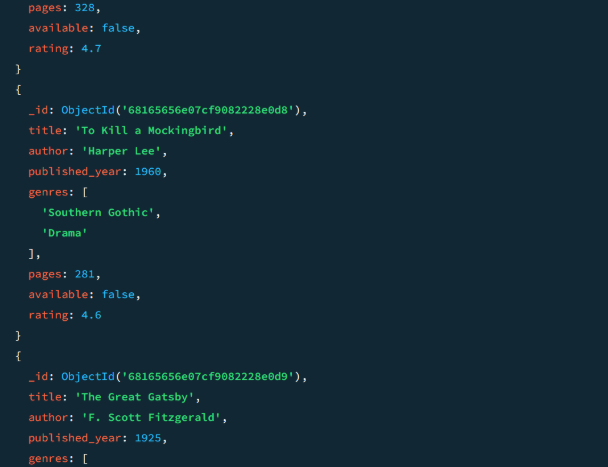 pages: 328,
available: false,
rating: 4.7
}
{
_id: ObjectId('68165656e07cf9082228e0d8'),
title: 'To Kill a Mockingbird',
author: 'Harper Lee',
published_year: 1960,
genres: [
'Southern Gothic',
'Drama'
],
pages: 281,
available: false,
rating: 4.6
}
{
_id: ObjectId('68165656e07cf9082228e0d9'),
title: 'The Great Gatsby',
author: 'F. Scott Fitzgerald',
published_year: 1925,
genres: [